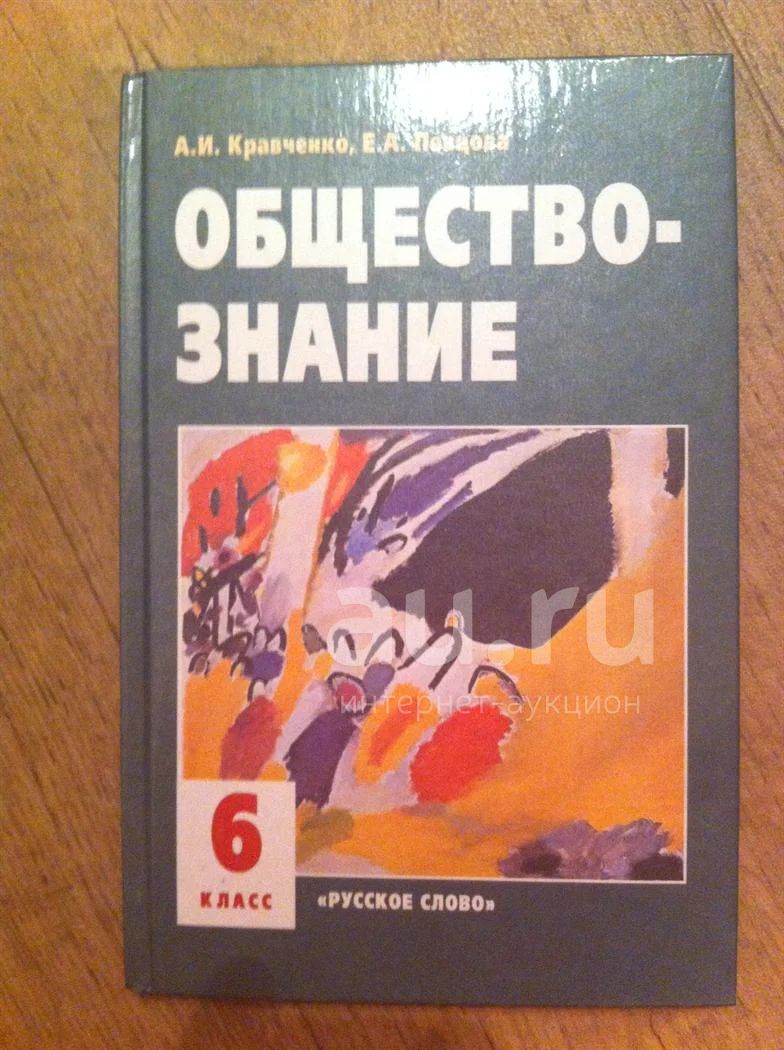 А.И. Кравченко, Е.А. Певцова
ОБЩЕСТВО-
ЗНАНИЕ
au.ru
интернет-аукцион
6
КЛАСС
«РУССКОЕ СЛОВО»